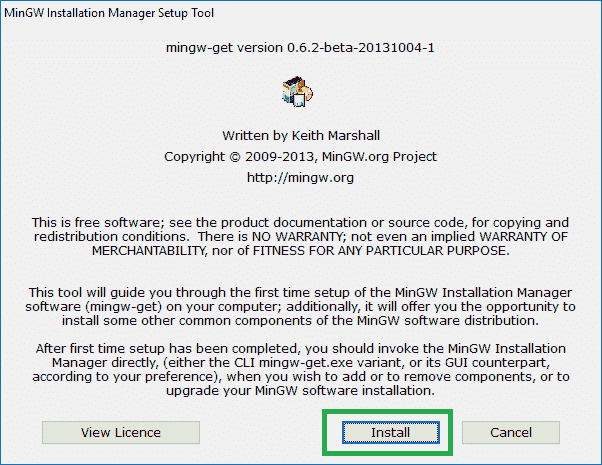 MinGW Installation Manager Setup Tool
mingw-get version 0.6.2-beta-20131004-1
Written by Keith Marshall
Copyright © 2009-2013, MinGW.org Project
http://mingw.org
This is free software; see the product documentation or source code, for copying and
redistribution conditions.  There is NO WARRANTY; not even an implied WARRANTY OF
MERCHANTABILITY, nor of FITNESS FOR ANY PARTICULAR PURPOSE.
This tool will guide you through the first time setup of the MinGW Installation Manager
software (mingw-get) on your computer; additionally, it will offer you the opportunity to
install some other common components of the MinGW software distribution.
After first time setup has been completed, you should invoke the MinGW Installation
Manager directly, (either the CLI mingw-get.exe variant, or its GUI counterpart,
according to your preference), when you wish to add or to remove components, or to
upgrade your MinGW software installation.
View Licence
Install
Cancel